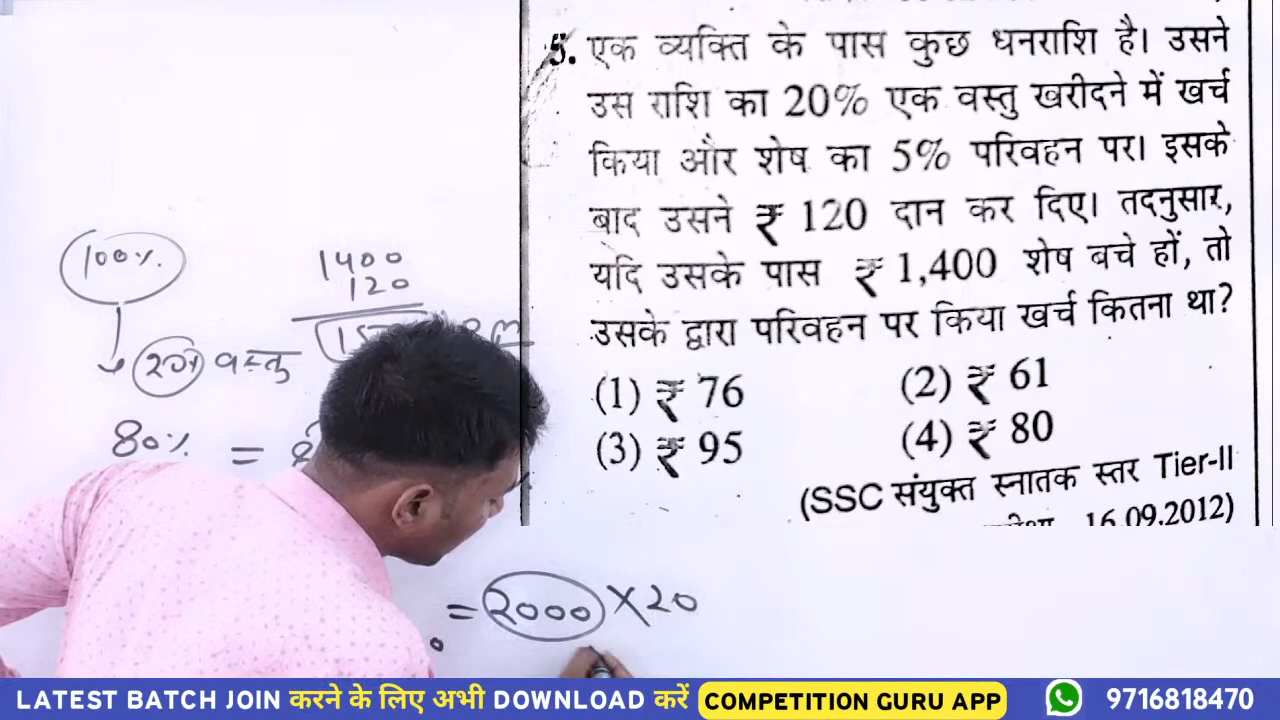 5. एक व्यक्ति के पास कुछ धनराशि है। उसने
उस राशि का 20% एक वस्तु खरीदने में खर्च
किया और शेष का 5% परिवहन पर। इसके
बाद उसने ₹ 120 दान कर दिए। तदनुसार,
यदि उसके पास ₹ 1,400 शेष बचे हों, तो
उसके द्वारा परिवहन पर किया खर्च कितना था?
(1) ₹ 76 (2) ₹ 61
(3) ₹ 95 (4) ₹ 80
(SSC संयुक्त स्नातक स्तर Tier-II
16.09.2012)
100%
1400
120
वस्तु
80% =
= 2000 × 20
LATEST BATCH JOIN करने के लिए अभी DOWNLOAD करें COMPETITION GURU APP 9716818470